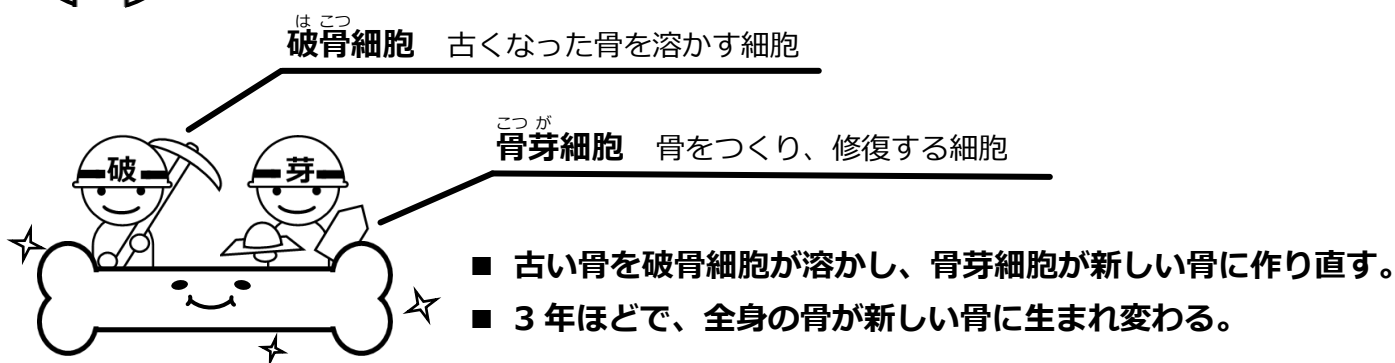 はこつ
破骨細胞 古くなった骨を溶かす細胞
こつが
骨芽細胞 骨をつくり、修復する細胞
破
芽
■ 古い骨を破骨細胞が溶かし、骨芽細胞が新しい骨に作り直す。
■ 3年ほどで、全身の骨が新しい骨に生まれ変わる。